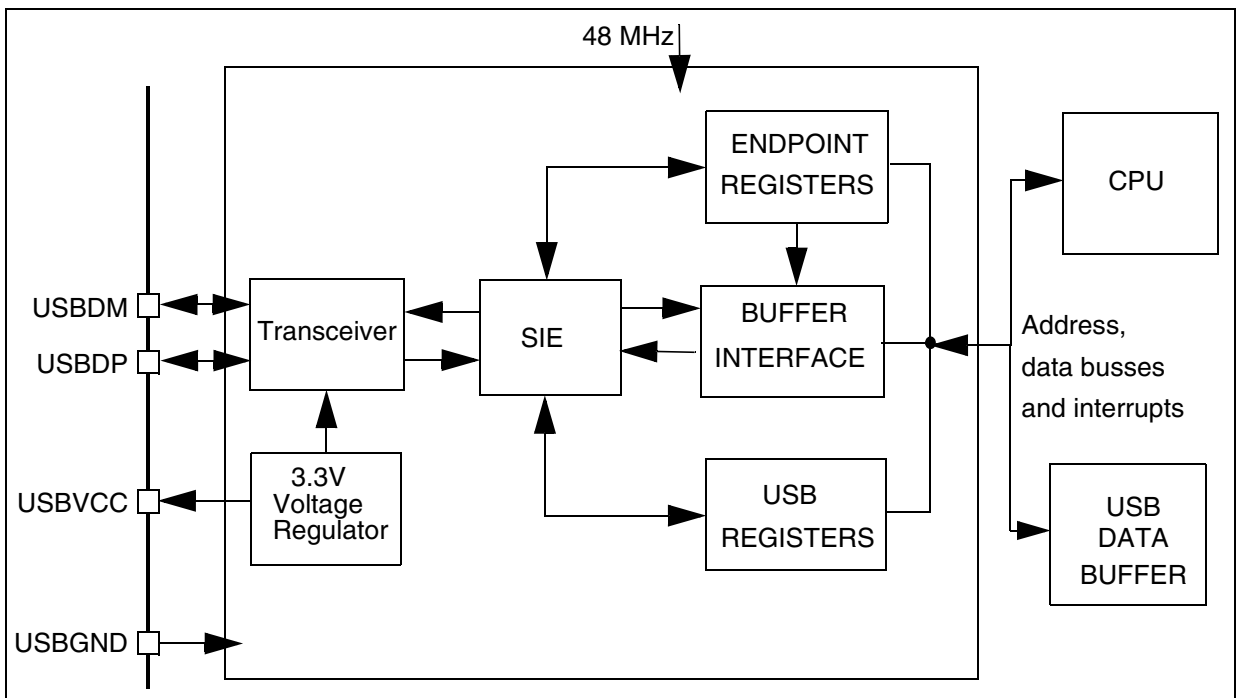 48 MHz
ENDPOINT
REGISTERS
CPU
USBDM
USBDP
Transceiver
SIE
BUFFER
INTERFACE
Address,
data busses
and interrupts
USBVCC
3.3V
Voltage
Regulator
USB
REGISTERS
USB
DATA
BUFFER
USBGND